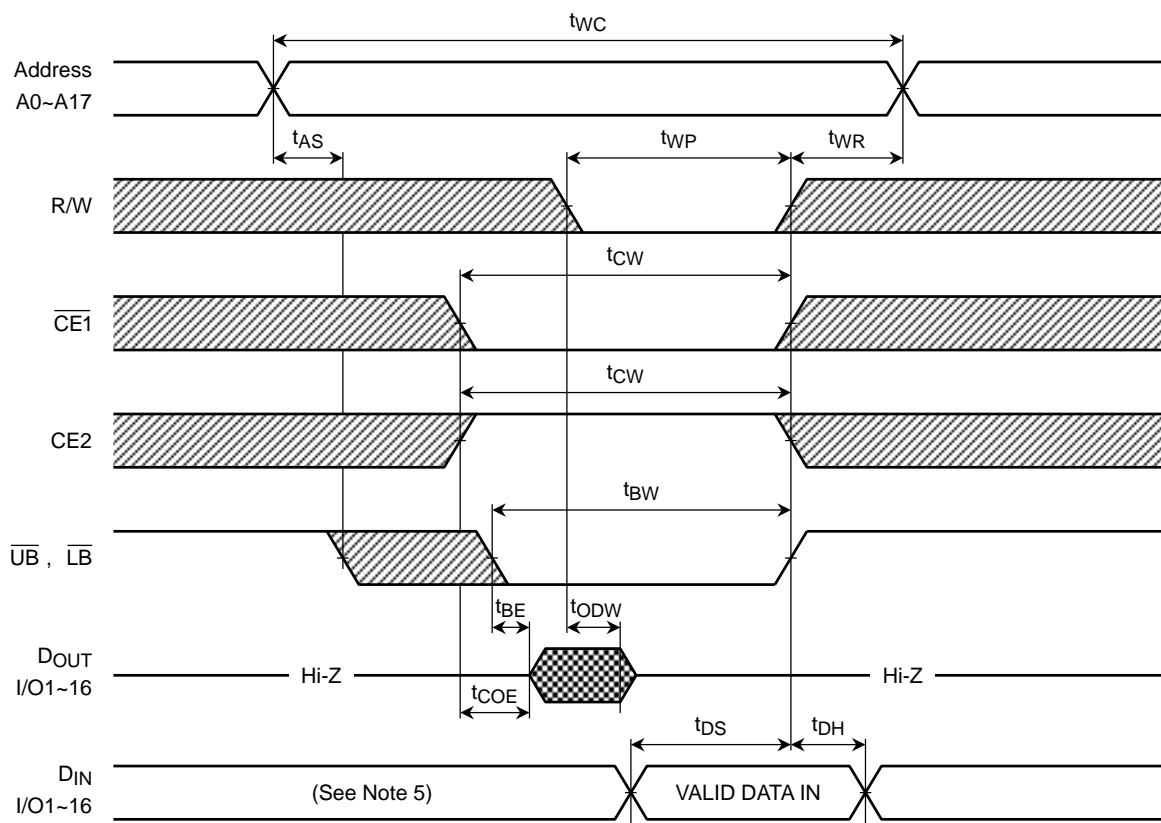 tWC
Address
A0~A17
tAS
tWP
tWR
R/W
tCW
CE1
tCW
CE2
tBW
UB , LB
tBE
tODW
DOUT
I/O1~16
Hi-Z
Hi-Z
tCOE
tDS
tDH
DIN
I/O1~16
(See Note 5)
VALID DATA IN